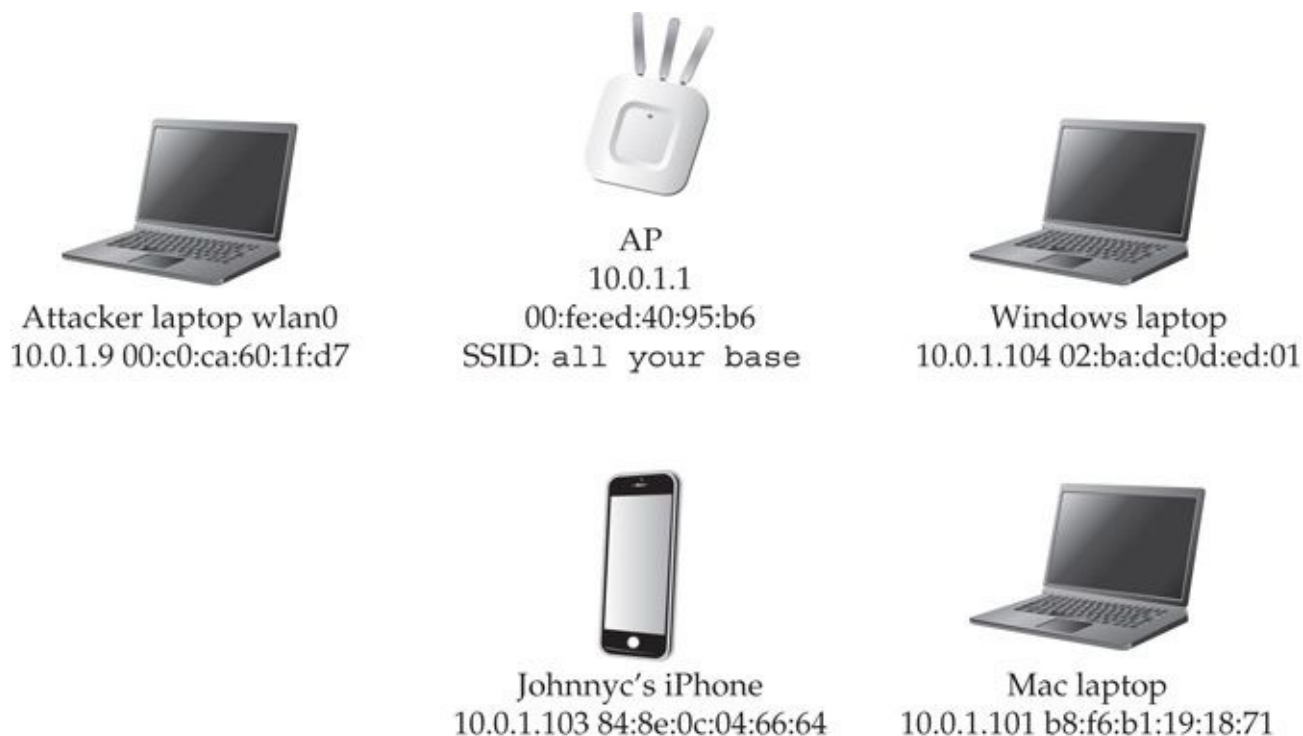 AP
10.0.1.1
00:fe:ed:40:95:b6
SSID: all your base
Attacker laptop wlan0
10.0.1.9 00:c0:ca:60:1f:d7
Windows laptop
10.0.1.104 02:ba:dc:0d:ed:01
Johnnyc's iPhone
10.0.1.103 84:8e:0c:04:66:64
Mac laptop
10.0.1.101 b8:f6:b1:19:18:71